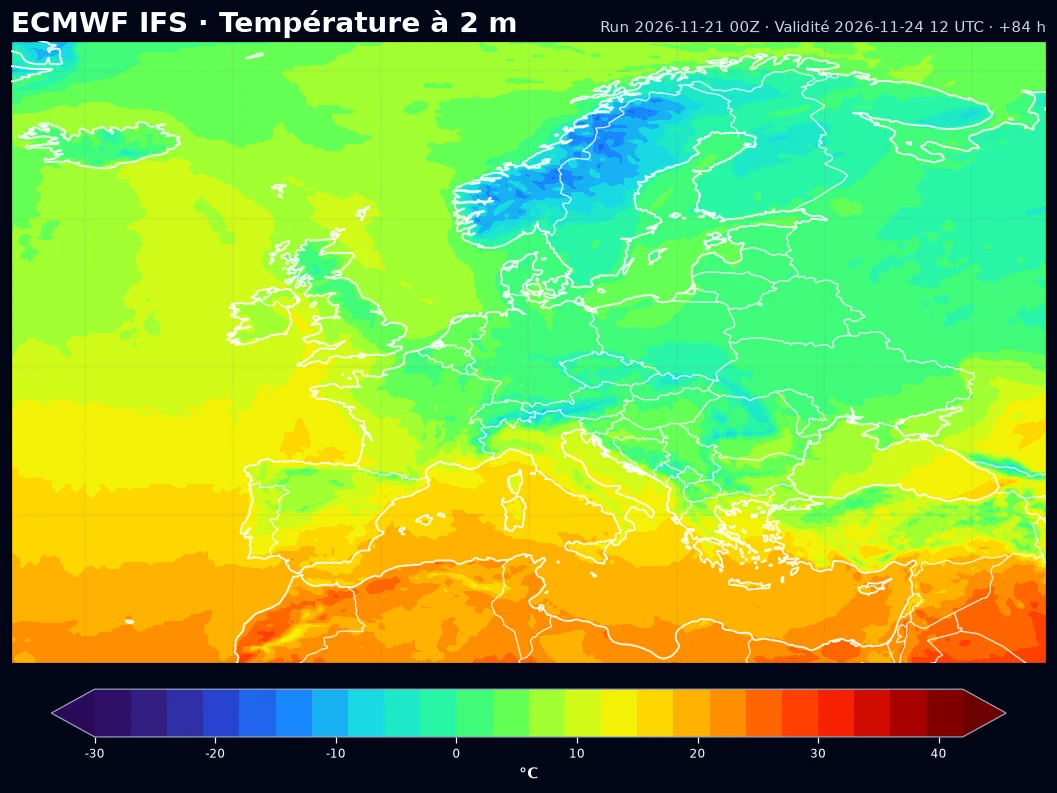 ECMWF IFS · Température à 2 m
Run 2026-11-21 00Z · Validité 2026-11-24 12 UTC · +84 h
-30 -20 -10 0 10 20 30 40
°C